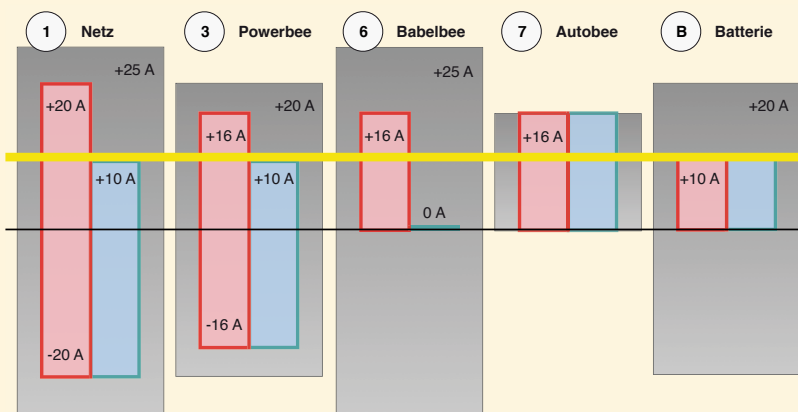 1 Netz
+25 A
+20 A
+10 A
-20 A
3 Powerbee
+20 A
+16 A
+10 A
-16 A
6 Babelbee
+25 A
+16 A
0 A
7 Autobee
+16 A
B Batterie
+20 A
+10 A